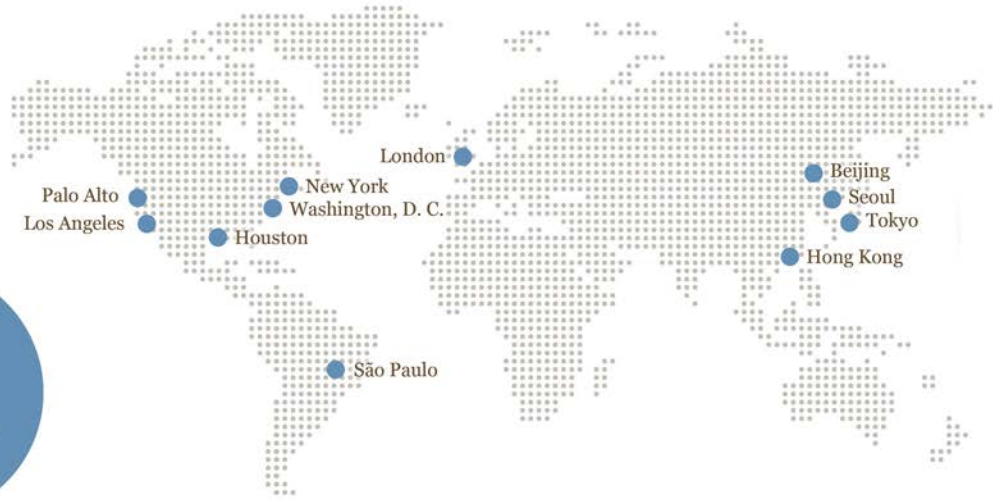 London
Beijing
New York
Palo Alto
Seoul
Washington, D. C.
Tokyo
Los Angeles
Houston
Hong Kong
São Paulo